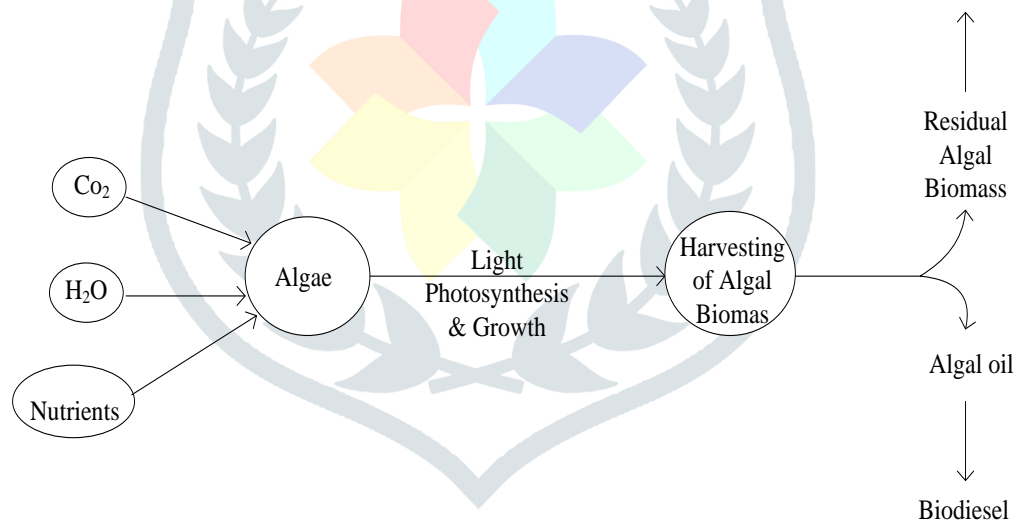 Co₂
H₂O
Nutrients
Algae
Light
Photosynthesis
& Growth
Harvesting
of Algal
Biomas
Residual
Algal
Biomass
Algal oil
Biodiesel